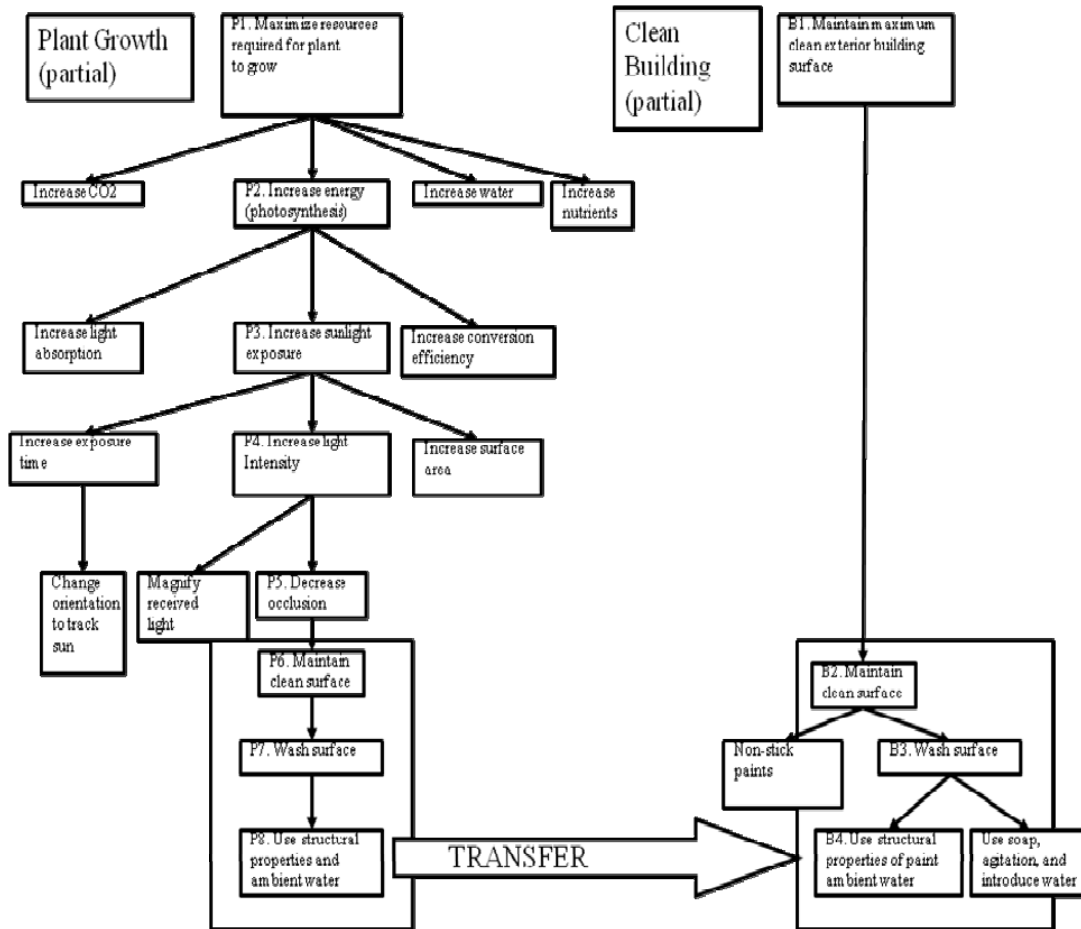 Plant Growth
(partial)
P1. Maximize resources
required for plant
to grow
Clean
Building
(partial)
B1. Maintain maximum
clean exterior building
surface
Increase CO2
P2. Increase energy
(photosynthesis)
Increase water
Increase
nutrients
Increase light
absorption
P3. Increase sunlight
exposure
Increase conversion
efficiency
Increase exposure
time
P4. Increase light
Intensity
Increase surface
area
Change
orientation
to track
sun
Magnify
received
light
P5. Decrease
occlusion
P6. Maintain
clean surface
B2. Maintain
clean surface
P7. Wash surface
Non-stick
paints
B3. Wash surface
P8. Use structural
properties and
ambient water
TRANSFER
B4. Use structural
properties of paint
ambient water
Use soap,
agitation, and
introduce water